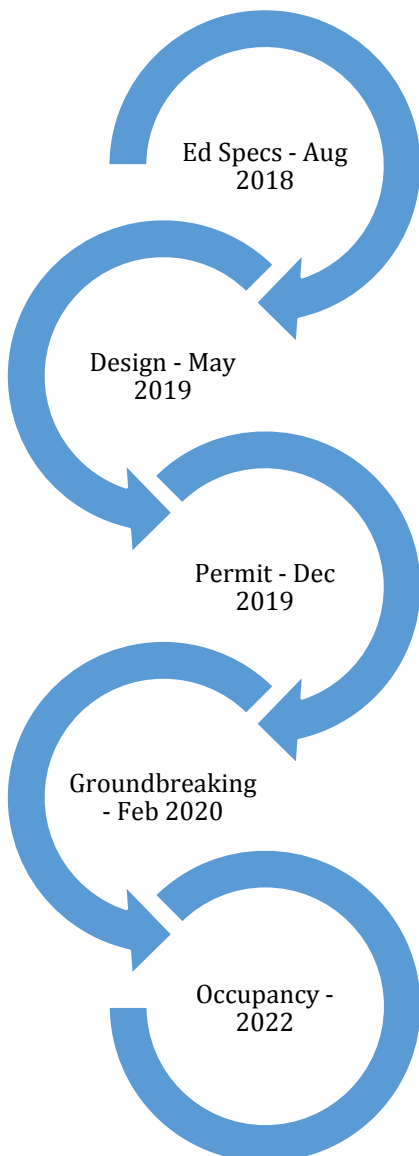 Ed Specs - Aug
2018
Design - May
2019
Permit - Dec
2019
Groundbreaking
- Feb 2020
Occupancy -
2022